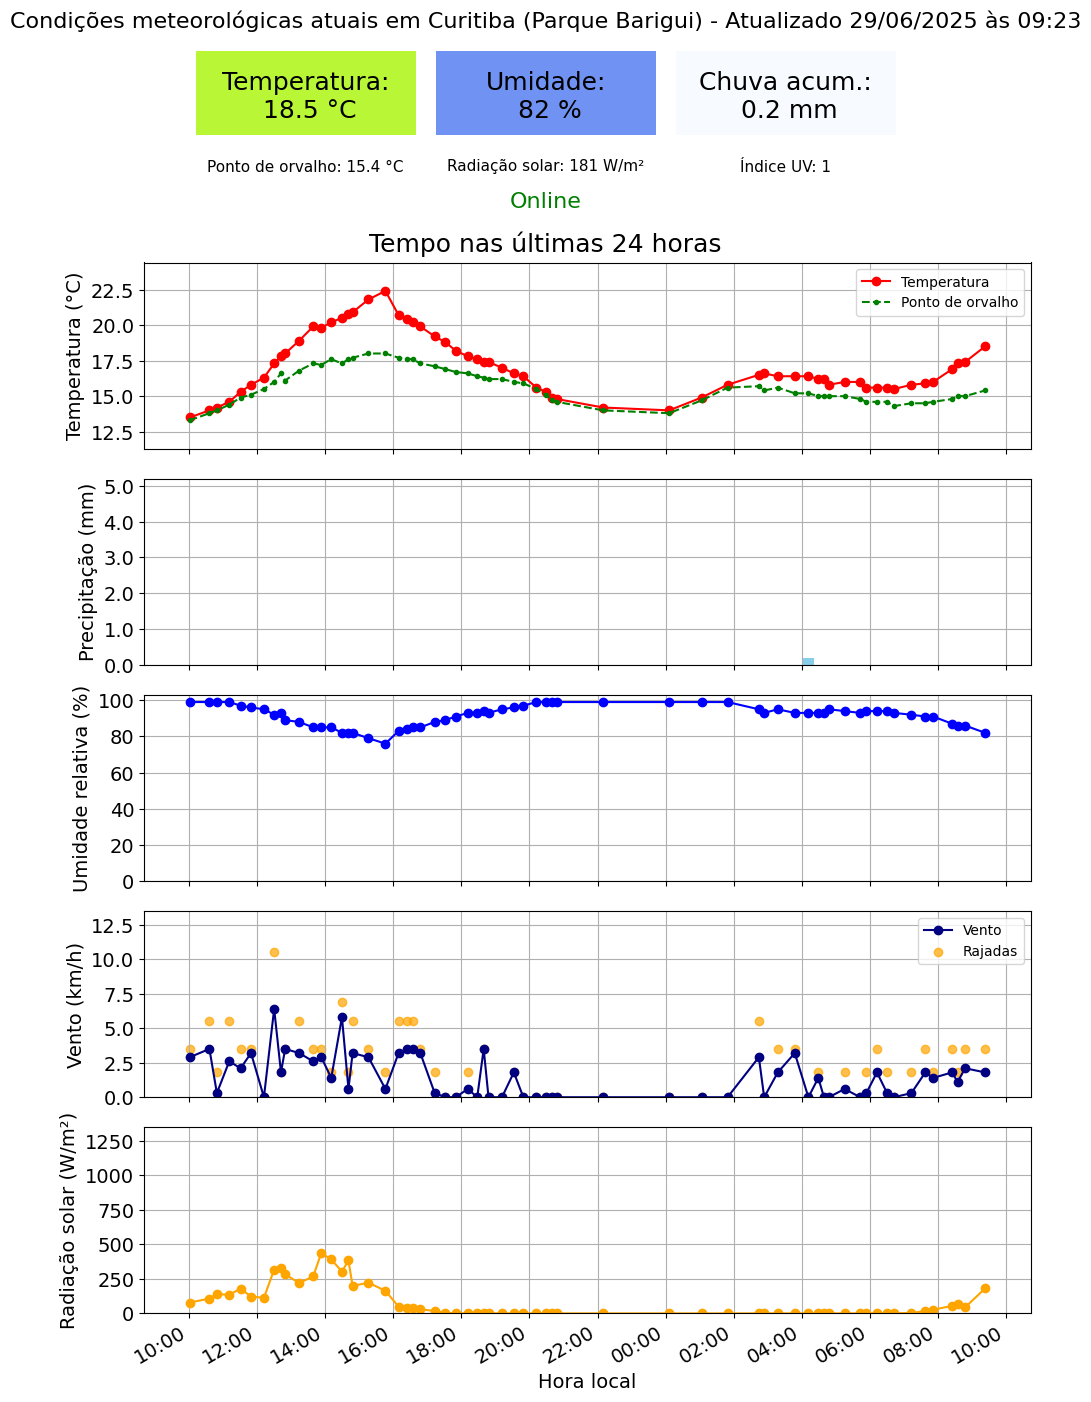 Condições meteorológicas atuais em Curitiba (Parque Barigui) - Atualizado 29/06/2025 às 09:23
Temperatura:
18.5 °C
Umidade:
82 %
Chuva acum.:
0.2 mm
Ponto de orvalho: 15.4 °C
Radiação solar: 181 W/m²
Índice UV: 1
Online
Tempo nas últimas 24 horas
Temperatura (°C)
22.5
20.0
17.5
15.0
12.5
Temperatura
Ponto de orvalho
Precipitação (mm)
5.0
4.0
3.0
2.0
1.0
0.0
Umidade relativa (%)
100
80
60
40
20
0
Vento (km/h)
12.5
10.0
7.5
5.0
2.5
0.0
Vento
Rajadas
Radiação solar (W/m²)
1250
1000
750
500
250
0
10:00
12:00
14:00
16:00
18:00
20:00
22:00
00:00
02:00
04:00
06:00
08:00
10:00
Hora local